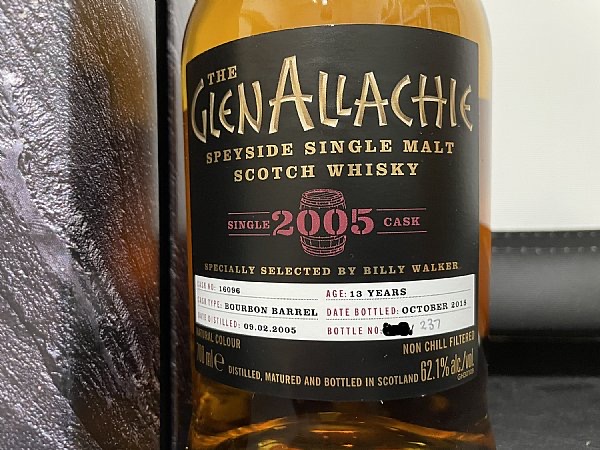 THE
GLENALLACHIE
SPEYSIDE SINGLE MALT
SCOTCH WHISKY
SINGLE 2005 CASK
SPECIALLY SELECTED BY BILLY WALKER
CASK NO: 16096
AGE: 13 YEARS
CASK TYPE: BOURBON BARREL
DATE BOTTLED: OCTOBER 2018
DATE DISTILLED: 09.02.2005
BOTTLE NO: / 237
NATURAL COLOUR
NON CHILL FILTERED
700 ml e
DISTILLED, MATURED AND BOTTLED IN SCOTLAND
62.1% alc./vol.